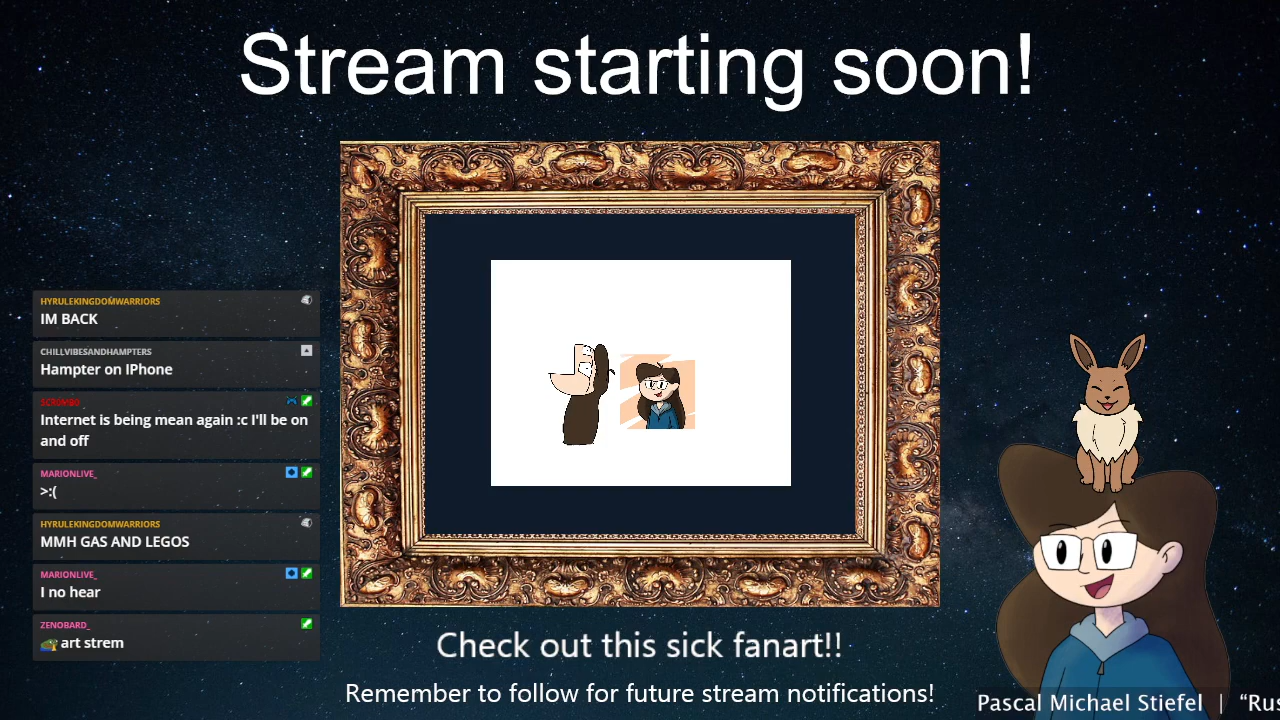 Stream starting soon!
HYRULEKINGDOMWARRIORS
IM BACK
CHILLVIBESANDHAMPTERS
Hampter on IPhone
SCROMBO_
Internet is being mean again :c I'll be on
and off
MARIONLIVE_
>:(
HYRULEKINGDOMWARRIORS
MMH GAS AND LEGOS
MARIONLIVE_
I no hear
ZENOBARD_
art strem
Check out this sick fanart!!
Remember to follow for future stream notifications!
Pascal Michael Stiefel | “Rus